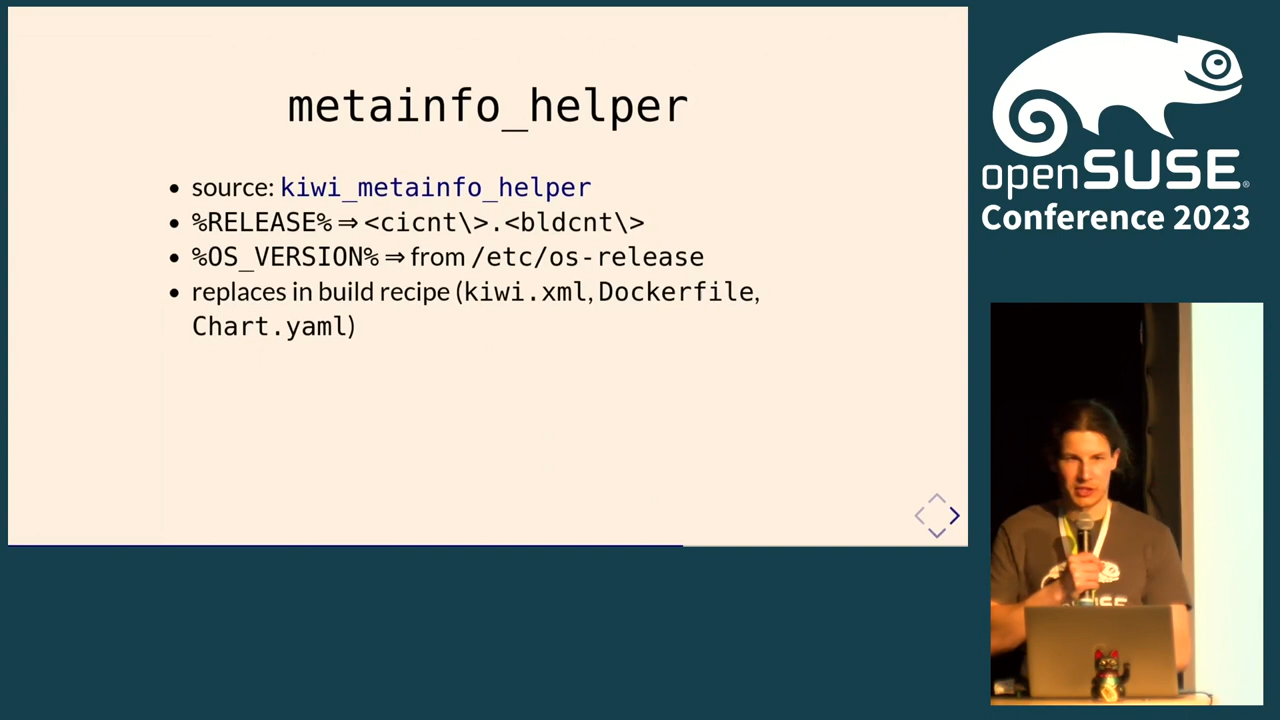 metainfo_helper
• source: kiwi_metainfo_helper
• %RELEASE% ⇒ <cicnt\>.<bldcnt\>
• %OS_VERSION% ⇒ from /etc/os-release
• replaces in build recipe (kiwi.xml, Dockerfile,
Chart.yaml)
openSUSE®
Conference 2023